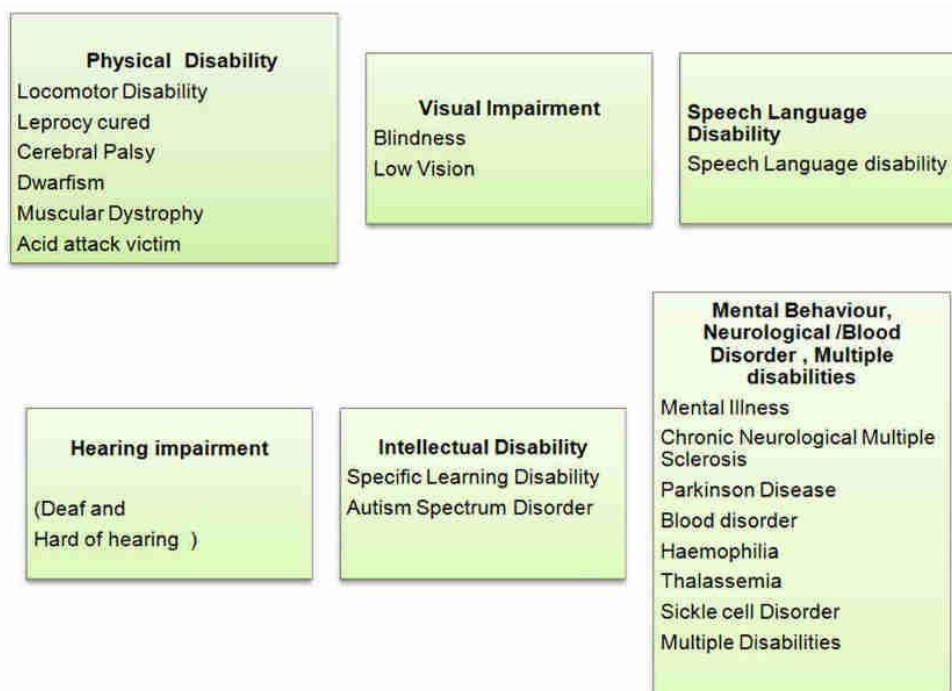 Physical Disability
Locomotor Disability
Leprocy cured
Cerebral Palsy
Dwarfism
Muscular Dystrophy
Acid attack victim
Visual Impairment
Blindness
Low Vision
Speech Language
Disability
Speech Language disability
Hearing impairment
(Deaf and
Hard of hearing )
Intellectual Disability
Specific Learning Disability
Autism Spectrum Disorder
Mental Behaviour,
Neurological /Blood
Disorder , Multiple
disabilities
Mental Illness
Chronic Neurological Multiple
Sclerosis
Parkinson Disease
Blood disorder
Haemophilia
Thalassemia
Sickle cell Disorder
Multiple Disabilities